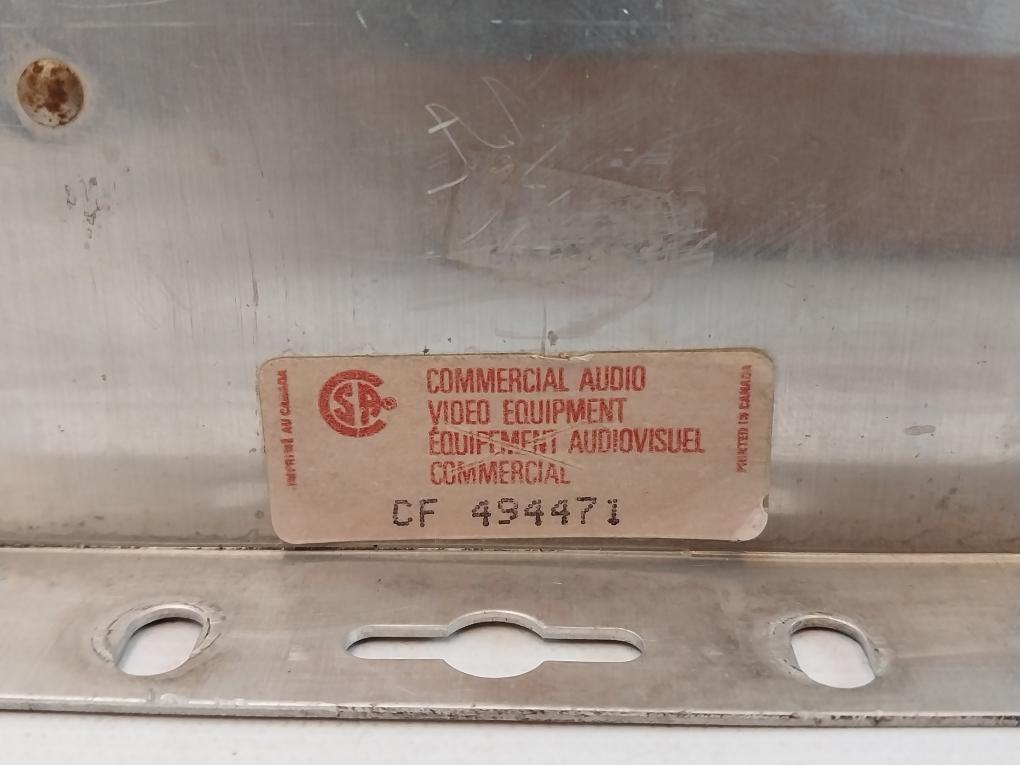 IMPRIMÉ AU CANADA
CSA
COMMERCIAL AUDIO
VIDEO EQUIPMENT
ÉQUIPEMENT AUDIOVISUEL
COMMERCIAL
CF 494471
PRINTED IN CANADA